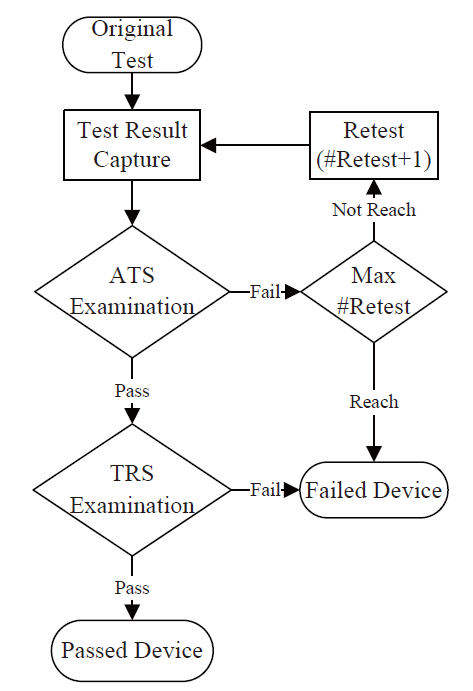 Original
Test
Test Result
Capture
Retest
(#Retest+1)
Not Reach
ATS
Examination
Fail
Max
#Retest
Pass
Reach
TRS
Examination
Fail
Failed Device
Pass
Passed Device